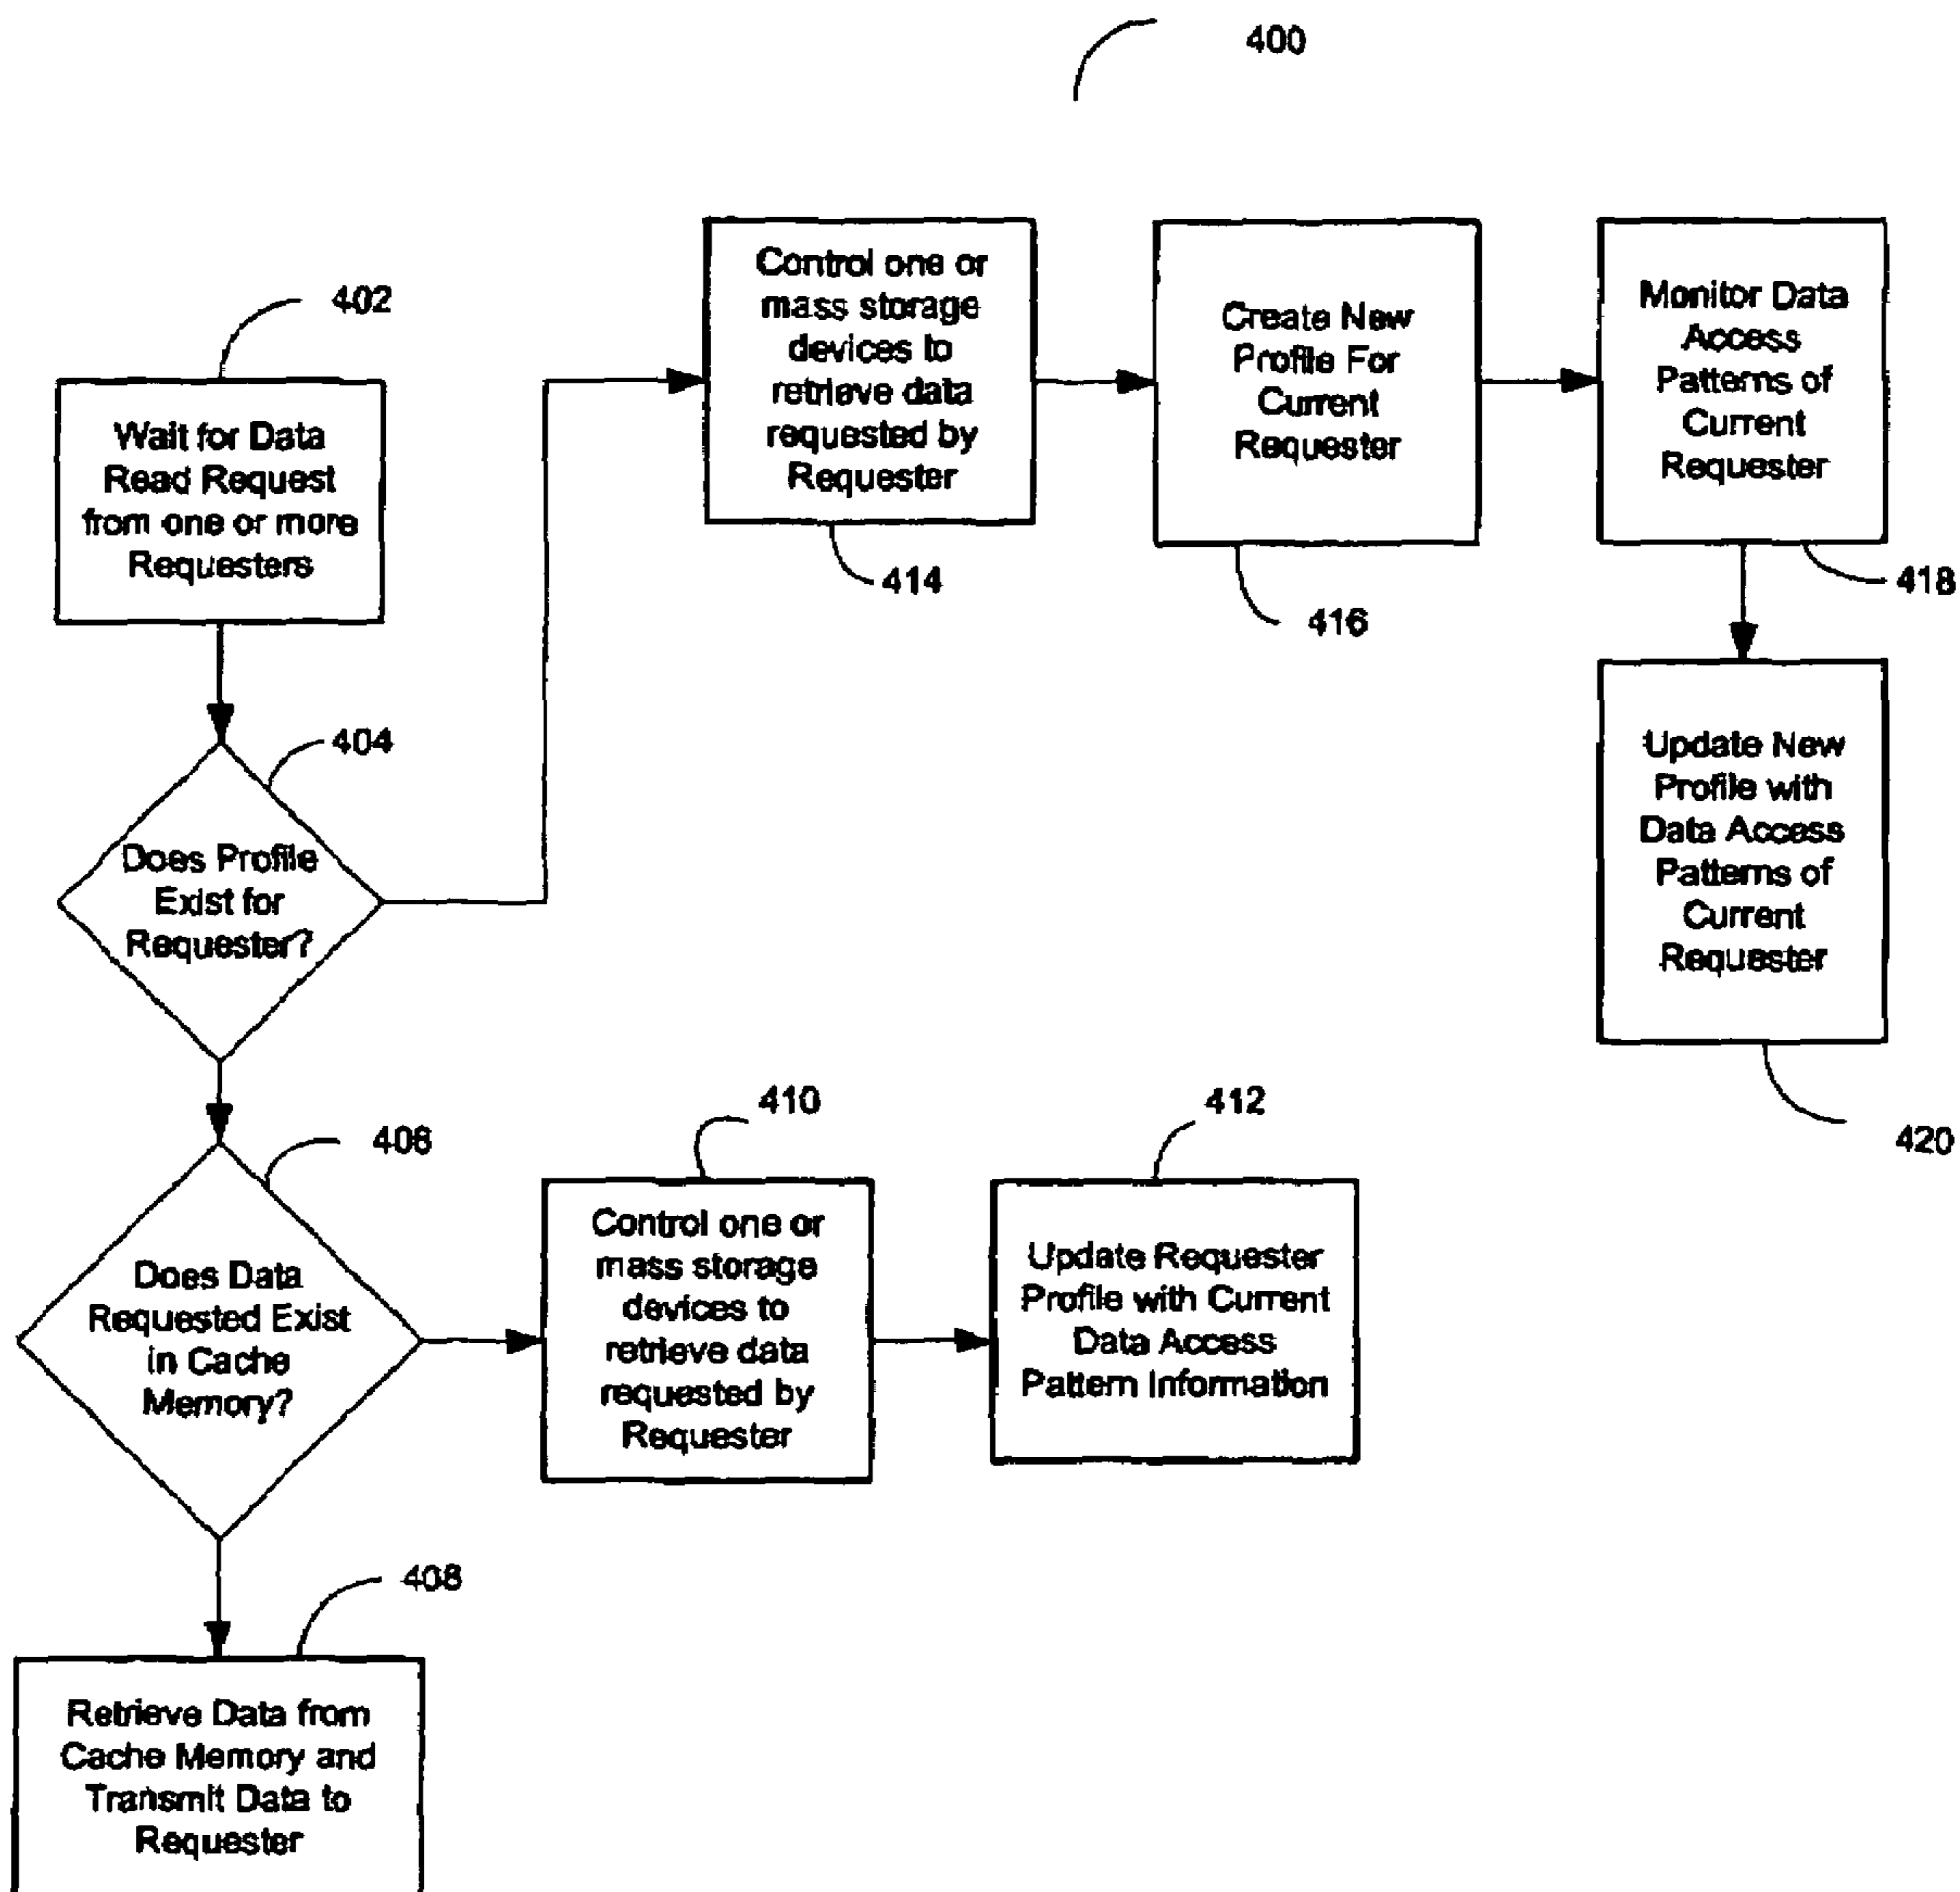 400
402
Wait for Data
Read Request
from one or more
Requesters
404
Does Profile
Exist for
Requester?
Control one or
mass storage
devices to
retrieve data
requested by
Requester
414
Create New
Profile For
Current
Requester
416
Monitor Data
Access
Patterns of
Current
Requester
418
Update New
Profile with
Data Access
Patterns of
Current
Requester
420
406
Does Data
Requested Exist
in Cache
Memory?
410
Control one or
mass storage
devices to
retrieve data
requested by
Requester
412
Update Requester
Profile with Current
Data Access
Pattern Information
408
Retrieve Data from
Cache Memory and
Transmit Data to
Requester